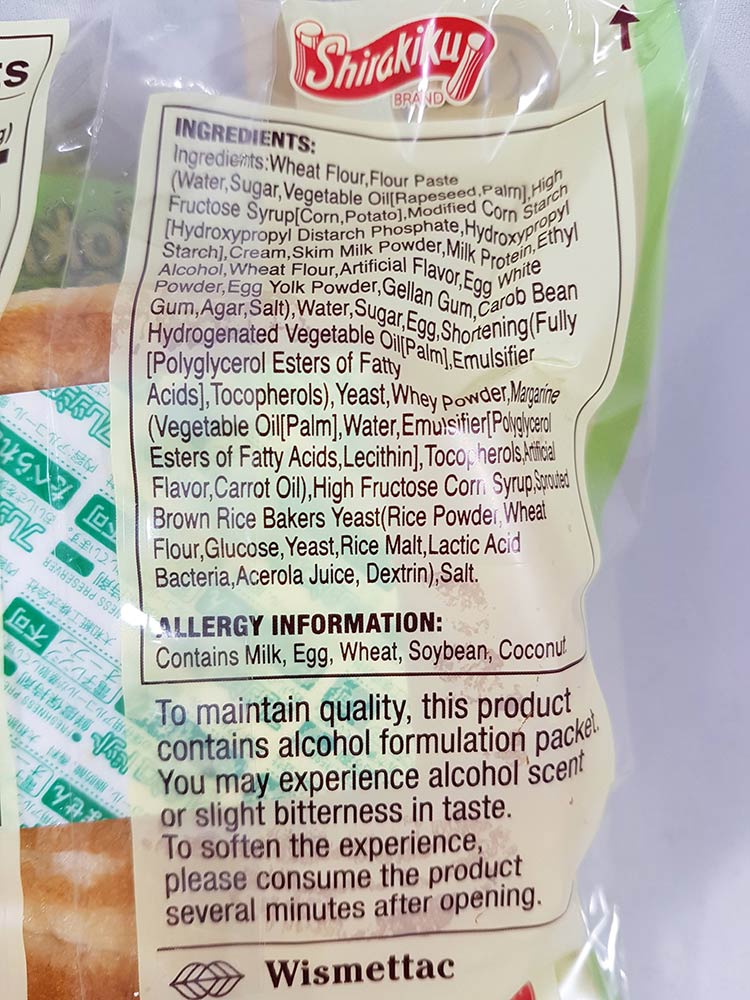 Shirakiku
BRAND
INGREDIENTS:
Ingredients:Wheat Flour,Flour Paste
(Water,Sugar,Vegetable Oil[Rapeseed,Palm],High
Fructose Syrup[Corn,Potato],Modified Corn Starch
[Hydroxypropyl Distarch Phosphate,Hydroxypropyl
Starch],Cream,Skim Milk Powder,Milk Protein,Ethyl
Alcohol,Wheat Flour,Artificial Flavor,Egg White
Powder,Egg Yolk Powder,Gellan Gum,Carob Bean
Gum,Agar,Salt),Water,Sugar,Egg,Shortening(Fully
Hydrogenated Vegetable Oil[Palm],Emulsifier
[Polyglycerol Esters of Fatty
Acids],Tocopherols),Yeast,Whey Powder,Margarine
(Vegetable Oil[Palm],Water,Emulsifier[Polyglycerol
Esters of Fatty Acids,Lecithin],Tocopherols,Artificial
Flavor,Carrot Oil),High Fructose Corn Syrup,Sprouted
Brown Rice Bakers Yeast(Rice Powder,Wheat
Flour,Glucose,Yeast,Rice Malt,Lactic Acid
Bacteria,Acerola Juice, Dextrin),Salt.
ALLERGY INFORMATION:
Contains Milk, Egg, Wheat, Soybean, Coconut
To maintain quality, this product
contains alcohol formulation packet.
You may experience alcohol scent
or slight bitterness in taste.
To soften the experience,
please consume the product
several minutes after opening.
Wismettac